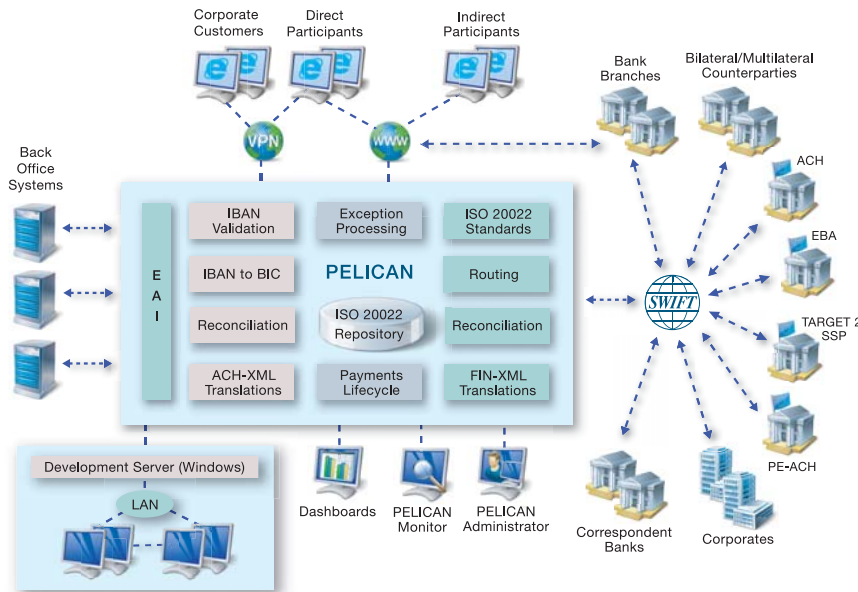 Corporate
Customers
Direct
Participants
Indirect
Participants
Bank
Branches
Bilateral/Multilateral
Counterparties
VPN
WWW
Back
Office
Systems
ACH
EBA
TARGET 2
SSP
PE-ACH
SWIFT
E
A
I
IBAN
Validation
Exception
Processing
ISO 20022
Standards
IBAN to BIC
PELICAN
Routing
Reconciliation
ISO 20022
Repository
Reconciliation
ACH-XML
Translations
Payments
Lifecycle
FIN-XML
Translations
Development Server (Windows)
LAN
Dashboards
PELICAN
Monitor
PELICAN
Administrator
Correspondent
Banks
Corporates